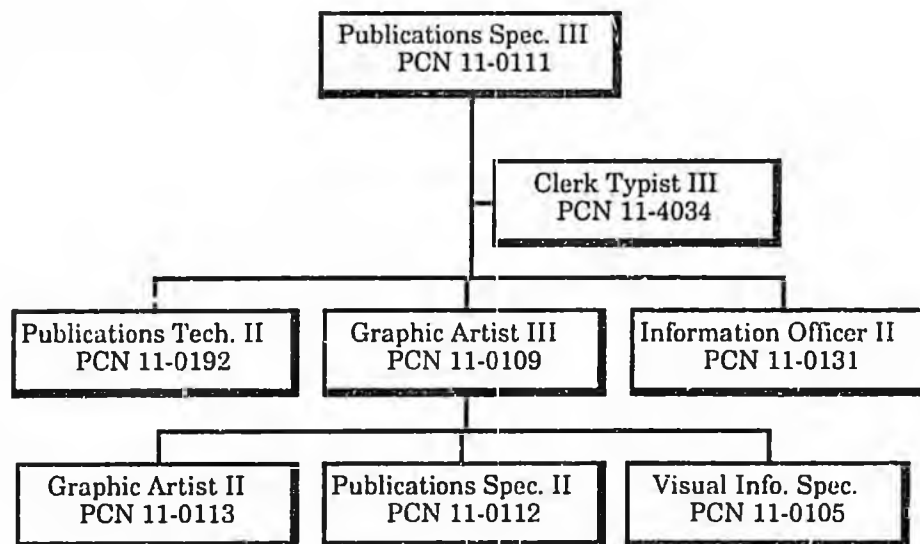 Publications Spec. III
PCN 11-0111
Clerk Typist III
PCN 11-4034
Publications Tech. II
PCN 11-0192
Graphic Artist III
PCN 11-0109
Information Officer II
PCN 11-0131
Graphic Artist II
PCN 11-0113
Publications Spec. II
PCN 11-0112
Visual Info. Spec.
PCN 11-0105